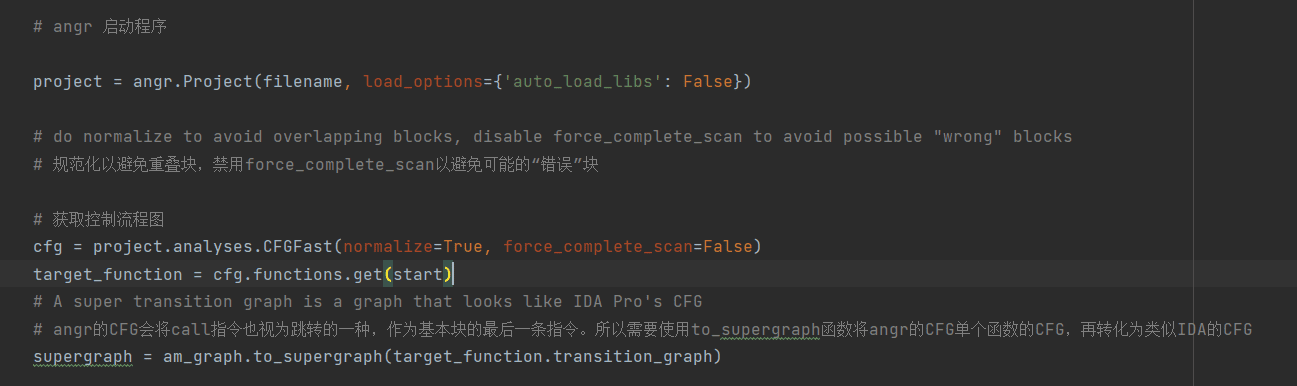 # angr 启动程序
project = angr.Project(filename, load_options={'auto_load_libs': False})
# do normalize to avoid overlapping blocks, disable force_complete_scan to avoid possible "wrong" blocks
# 规范化以避免重叠块，禁用force_complete_scan以避免可能的“错误”块
# 获取控制流程图
cfg = project.analyses.CFGFast(normalize=True, force_complete_scan=False)
target_function = cfg.functions.get(start)
# A super transition graph is a graph that looks like IDA Pro's CFG
# angr的CFG会将call指令也视为跳转的一种，作为基本块的最后一条指令。所以需要使用to_supergraph函数将angr的CFG单个函数的CFG，再转化为类似IDA的CFG
supergraph = am_graph.to_supergraph(target_function.transition_graph)